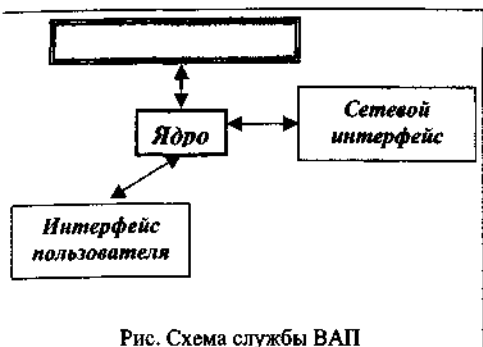 Ядро
Сетевой
интерфейс
Интерфейс
пользователя
Рис. Схема службы ВАП